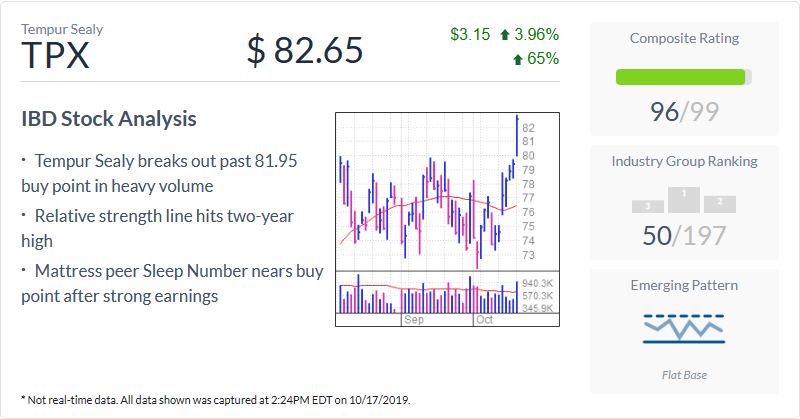 Tempur Sealy
TPX
$ 82.65
$3.15 3.96%
65%
IBD Stock Analysis
· Tempur Sealy breaks out past 81.95
buy point in heavy volume
· Relative strength line hits two-year
high
· Mattress peer Sleep Number nears buy
point after strong earnings
82
81
80
79
78
77
76
75
74
73
940.3K
570.3K
345.9K
Sep Oct
* Not real-time data. All data shown was captured at 2:24PM EDT on 10/17/2019.
Composite Rating
96/99
Industry Group Ranking
3 1 2
50/197
Emerging Pattern
Flat Base